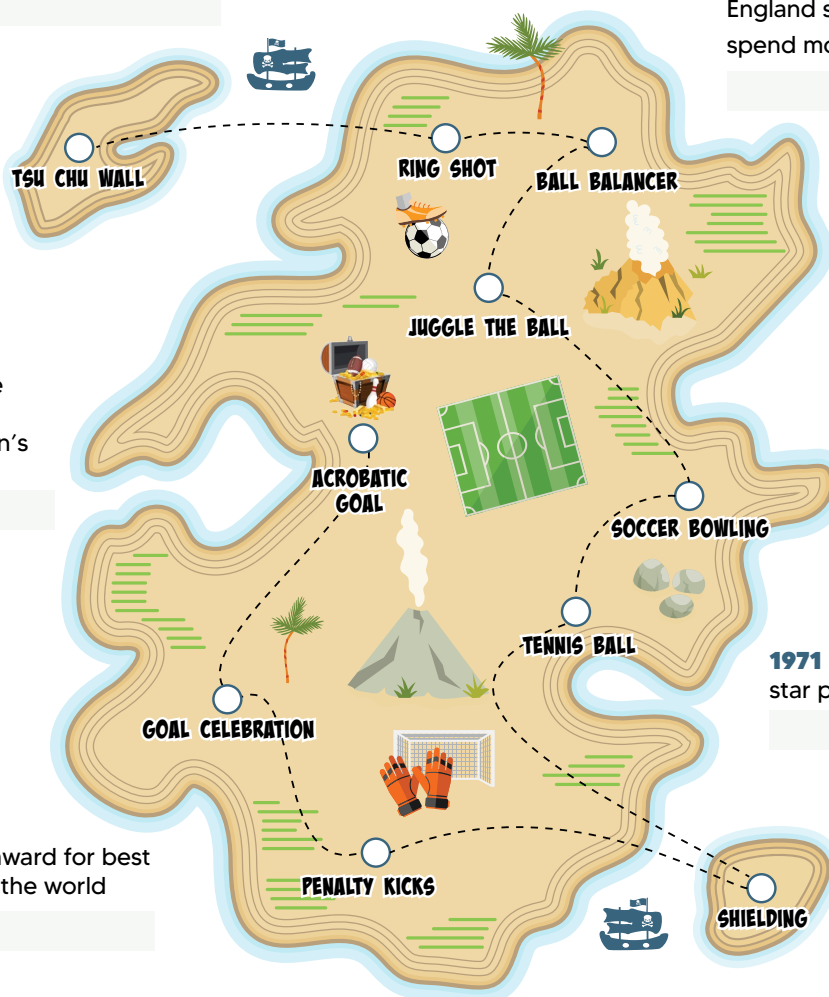 England s
spend mo
TSU CHU WALL
RING SHOT
BALL BALANCER
JUGGLE THE BALL
n's
ACROBATIC
GOAL
SOCCER BOWLING
TENNIS BALL
1971
star p
GOAL CELEBRATION
ward for best
the world
PENALTY KICKS
SHIELDING